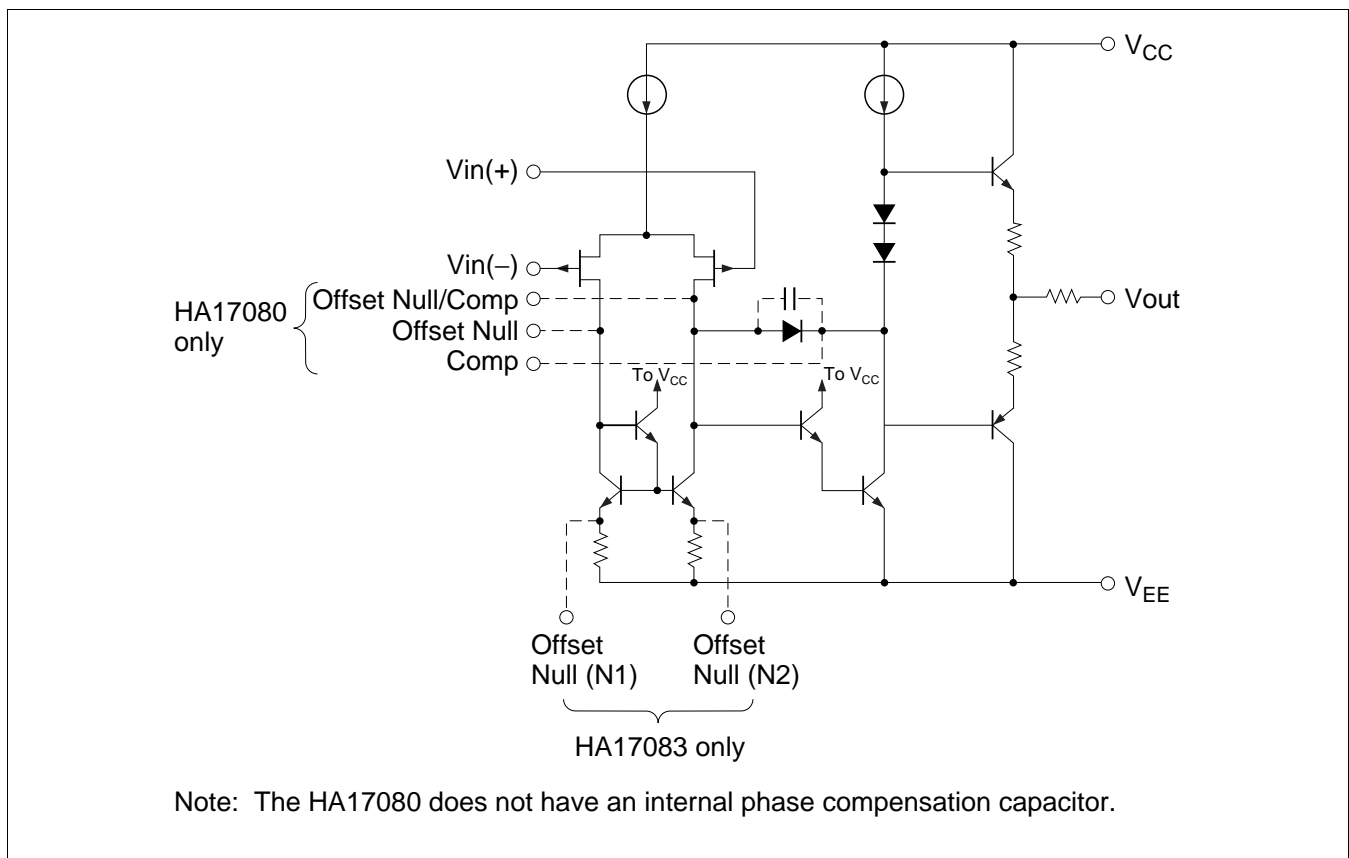 V_CC
Vin(+)
Vin(−)
HA17080
only
Offset Null/Comp
Offset Null
Comp
To V_CC
To V_CC
Vout
V_EE
Offset
Null (N1)
Offset
Null (N2)
HA17083 only
Note: The HA17080 does not have an internal phase compensation capacitor.